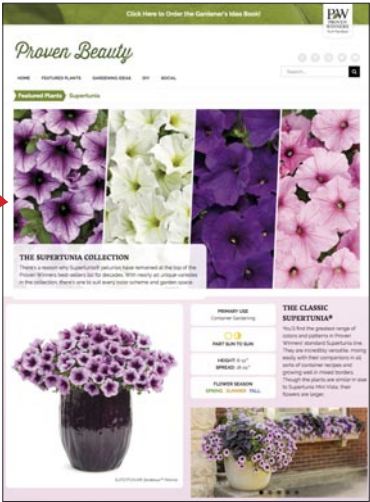 Click Here to Order the Gardener's Idea Book!
PW
PROVEN
WINNERS
Proven Beauty
HOME FEATURED PLANTS GARDENING IDEAS DIY SOCIAL
Search...
Featured Plants Supertunia
THE SUPERTUNIA COLLECTION
There's a reason why Supertunia® petunias have remained at the top of the
Proven Winners best-sellers list for decades. With nearly 40 unique varieties
in the collection, there's one to suit every color scheme and garden space.
PRIMARY USE
Container Gardening
PART SUN TO SUN
HEIGHT: 6-12"
SPREAD: 18-24"
FLOWER SEASON
SPRING SUMMER FALL
THE CLASSIC
SUPERTUNIA®
You'll find the greatest range of
colors and patterns in Proven
Winners' standard Supertunia line.
They are incredibly versatile, mixing
easily with their companions in all
sorts of container recipes and
growing well in mixed borders.
Though the plants are similar in size
to Supertunia Mini Vista, their
flowers are larger.
SUPERTUNIA®